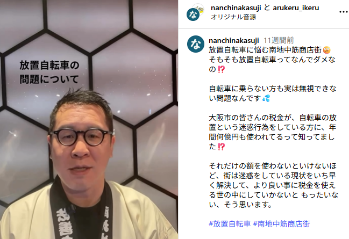 放置自転車の
問題について
nanchinakasuji と arukeru_ikeru
オリジナル音源
nanchinakasuji · 11週間前
放置自転車に悩む南地中筋商店街
そもそも放置自転車ってなんでダメな
の⁉️
自転車に乗らない方も実は無視できな
い問題なんです💦
大阪市の皆さんの税金が、自転車の放
置という迷惑行為をしている方に、年
間何億円も使われてるって知ってまし
た⁉️
それだけの額を使わないといけないほ
ど、街は迷惑をしている現状をいち早
く解決して、より良い事に税金を使え
る世の中にしていかないと もったいな
い、そう思います。
#放置自転車 #南地中筋商店街